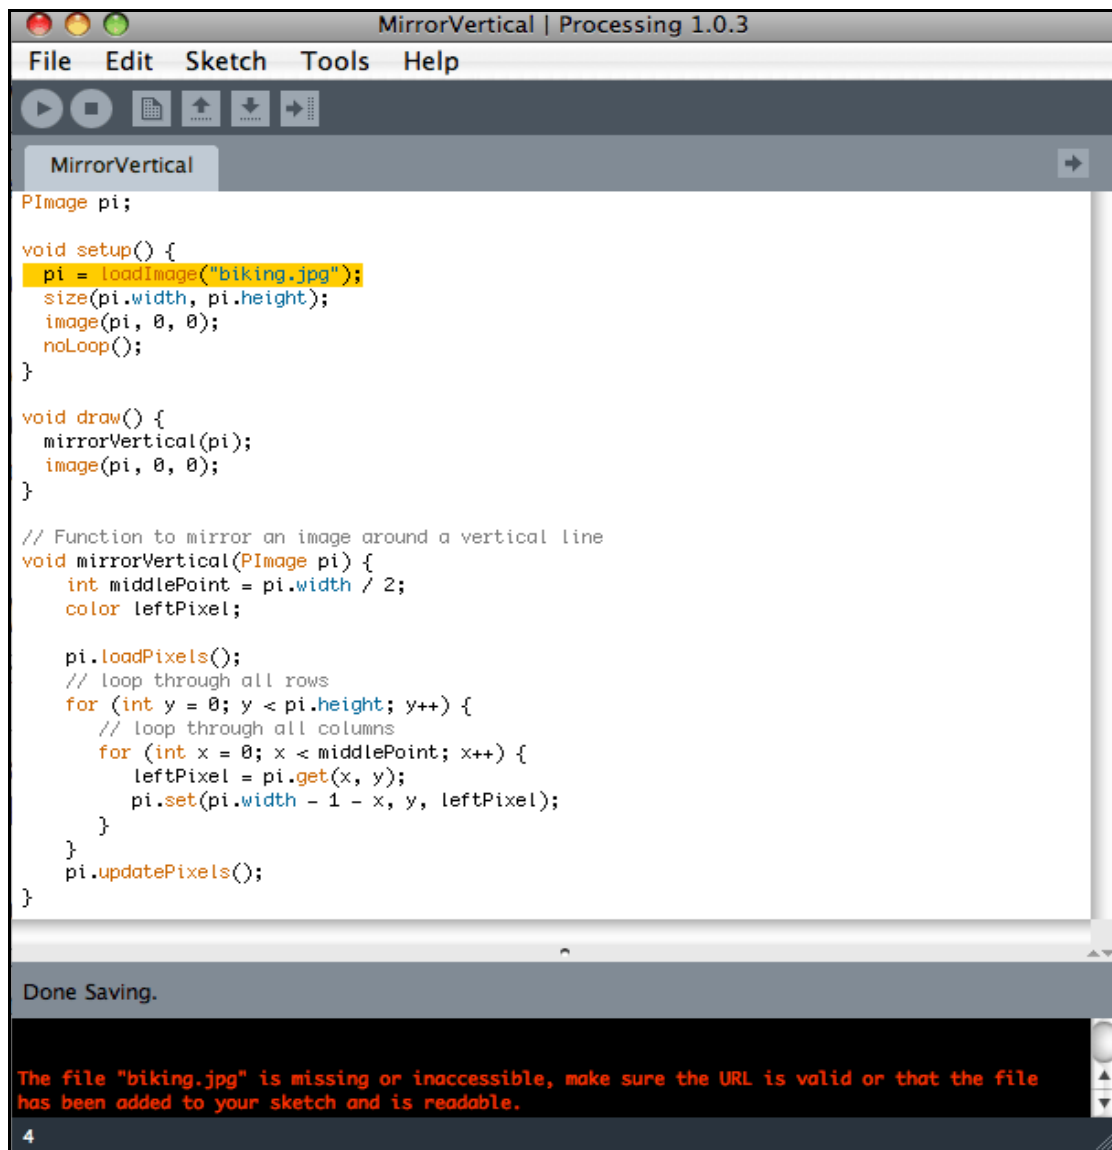 MirrorVertical | Processing 1.0.3
File Edit Sketch Tools Help
MirrorVertical
PImage pi;
void setup() {
  pi = loadImage("biking.jpg");
  size(pi.width, pi.height);
  image(pi, 0, 0);
  noLoop();
}
void draw() {
  mirrorVertical(pi);
  image(pi, 0, 0);
}
// Function to mirror an image around a vertical line
void mirrorVertical(PImage pi) {
    int middlePoint = pi.width / 2;
    color leftPixel;
    pi.loadPixels();
    // loop through all rows
    for (int y = 0; y < pi.height; y++) {
       // loop through all columns
       for (int x = 0; x < middlePoint; x++) {
          leftPixel = pi.get(x, y);
          pi.set(pi.width - 1 - x, y, leftPixel);
       }
    }
    pi.updatePixels();
}
Done Saving.
The file "biking.jpg" is missing or inaccessible, make sure the URL is valid or that the file
has been added to your sketch and is readable.
4